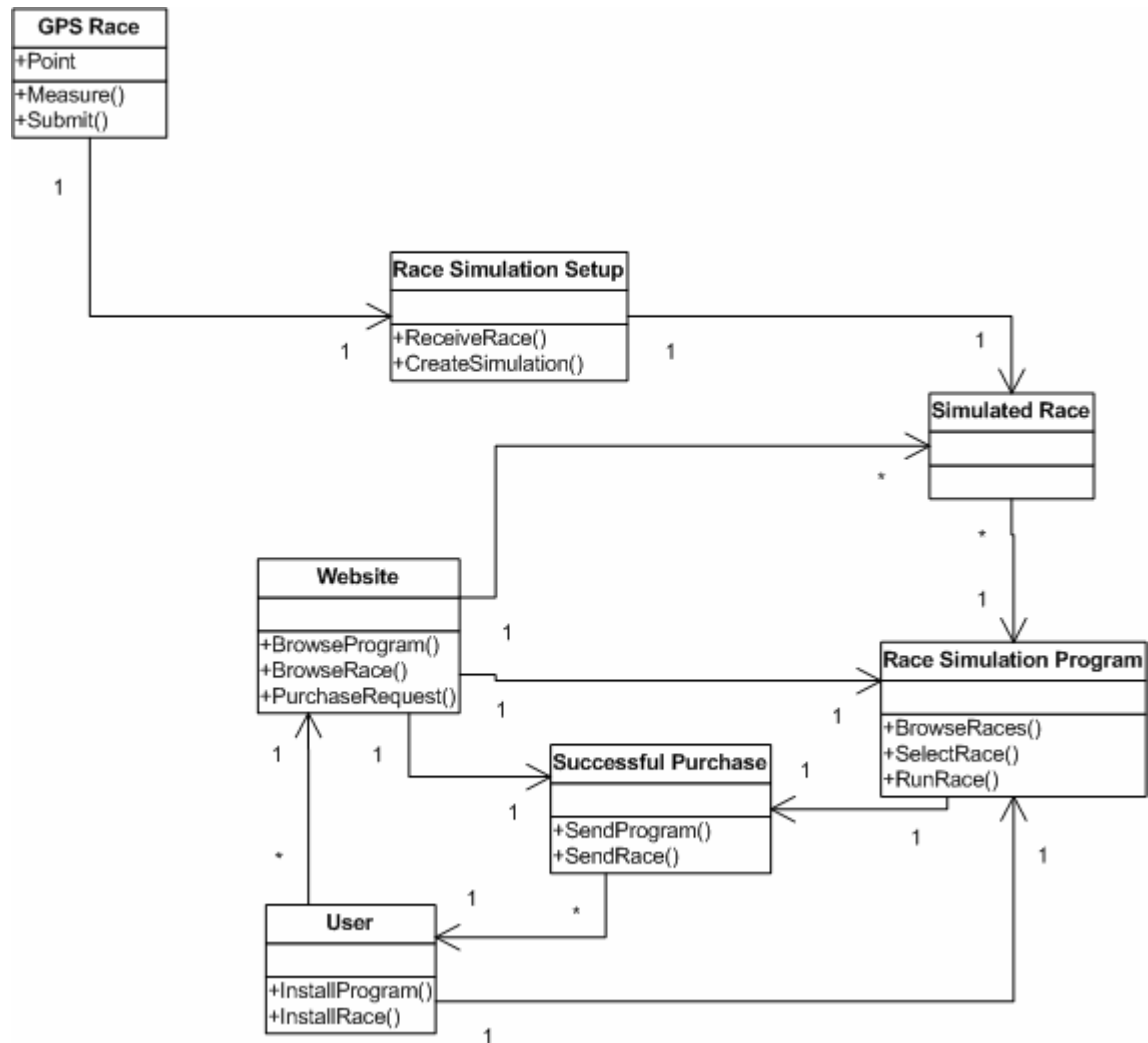 GPS Race
+Point
+Measure()
+Submit()
1
Race Simulation Setup
+ReceiveRace()
+CreateSimulation()
1
1
1
Simulated Race
*
*
Website
+BrowseProgram()
+BrowseRace()
+PurchaseRequest()
1
1
Race Simulation Program
+BrowseRaces()
+SelectRace()
+RunRace()
1
1
1
1
Successful Purchase
+SendProgram()
+SendRace()
1
1
1
1
*
1
*
User
+InstallProgram()
+InstallRace()
1